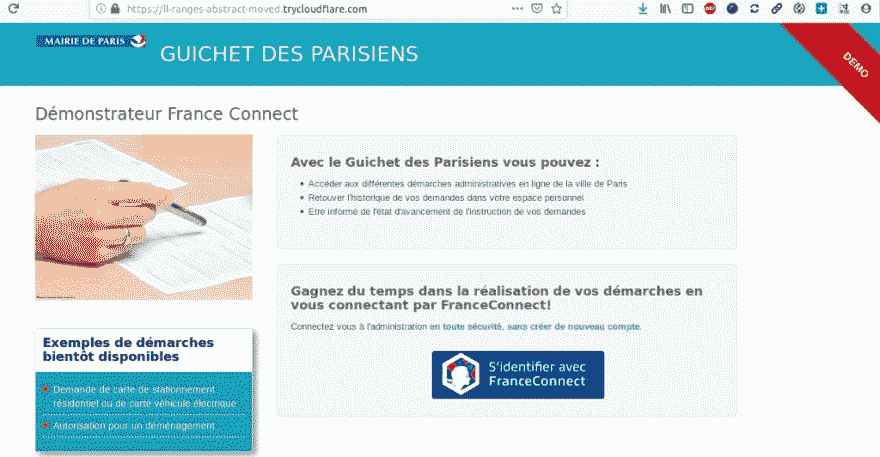 https://ll-ranges-abstract-moved.trycloudflare.com
MAIRIE DE PARIS
GUICHET DES PARISIENS
DEMO
Démonstrateur France Connect
Avec le Guichet des Parisiens vous pouvez :
Accéder aux différentes démarches administratives en ligne de la ville de Paris
Retouver l'historique de vos demandes dans votre espace personnel
Etre informé de l'état d'avancement de l'instruction de vos demandes
Gagnez du temps dans la réalisation de vos démarches en
vous connectant par FranceConnect!
Connectez vous à l'administration en toute sécurité, sans créer de nouveau compte.
S'identifier avec
FranceConnect
Exemples de démarches
bientôt disponibles
Demande de carte de stationnement
résidentiel ou de carte véhicule électrique
Autorisation pour un déménagement